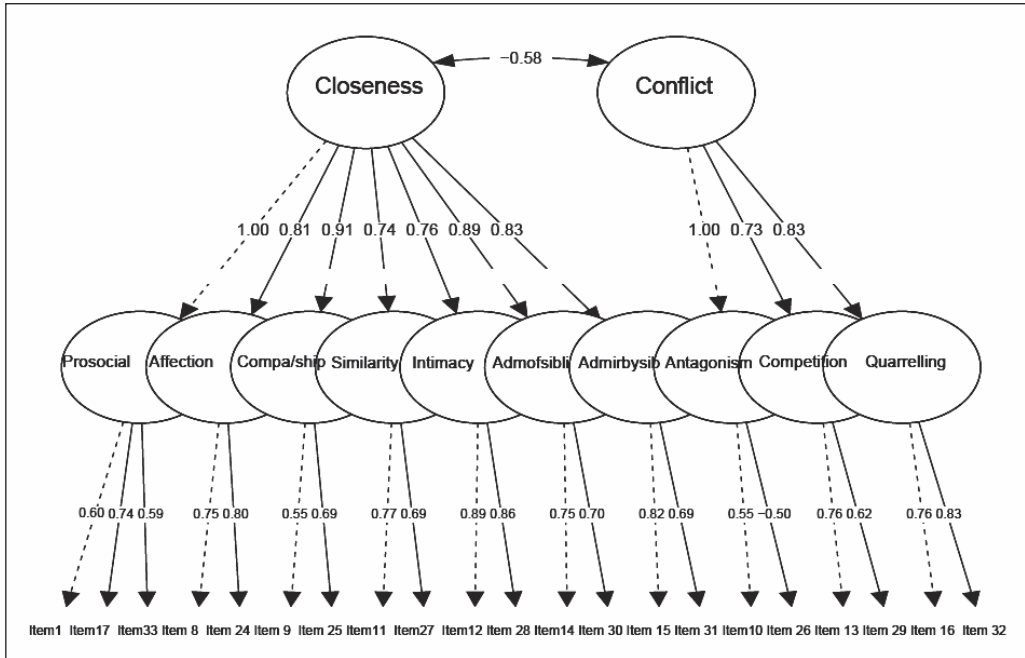 −0.58
Closeness Conflict
1.00 0.81 0.91 0.74 0.76 0.89 0.83 1.00 0.73 0.83
Prosocial Affection Compa/ship Similarity Intimacy Admofsibli Admirbysib Antagonism Competition Quarrelling
0.60 0.74 0.59 0.75 0.80 0.55 0.69 0.77 0.69 0.89 0.86 0.75 0.70 0.82 0.69 0.55 −0.50 0.76 0.62 0.76 0.83
Item1 Item17 Item33 Item 8 Item 24 Item 9 Item 25 Item11 Item27 Item12 Item 28 Item14 Item 30 Item 15 Item 31 Item10 Item 26 Item 13 Item 29 Item 16 Item 32